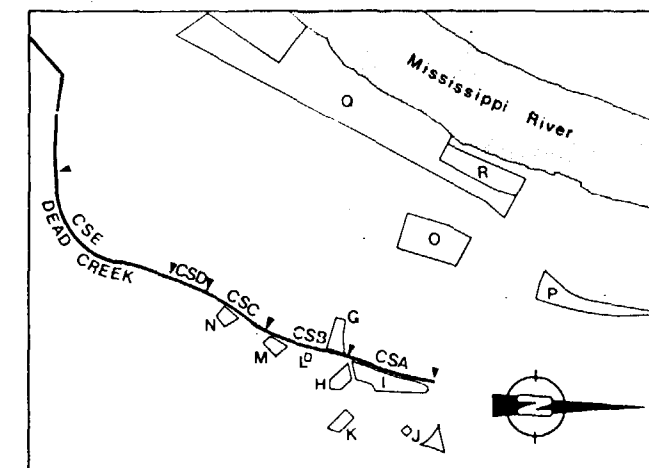 Mississippi River
Q
R
O
P
CSE
DEAD CREEK
CSD
CSC
N
M
CSB
L
G
CSA
H
I
K
J
N